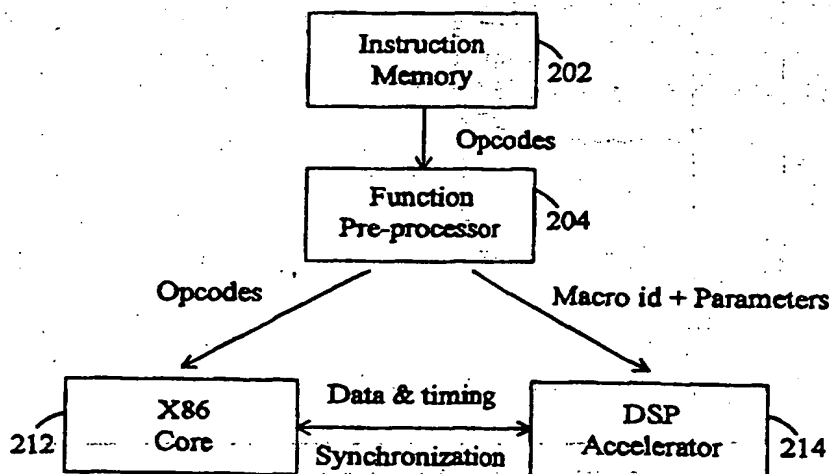 Instruction
Memory
202
Opcodes
Function
Pre-processor
204
Opcodes
Macro id + Parameters
212
X86
Core
Data & timing
Synchronization
DSP
Accelerator
214